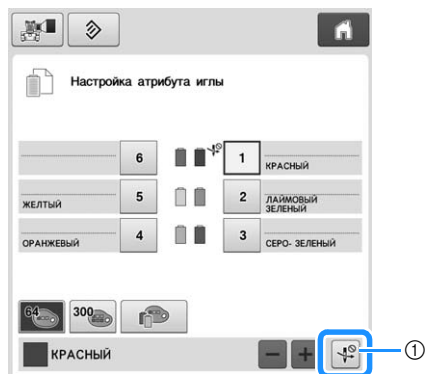 Настройка атрибута иглы
6
1
КРАСНЫЙ
ЖЕЛТЫЙ
5
2
ЛАЙМОВЫЙ
ЗЕЛЕНЫЙ
ОРАНЖЕВЫЙ
4
3
СЕРО- ЗЕЛЕНЫЙ
64
300
КРАСНЫЙ
①